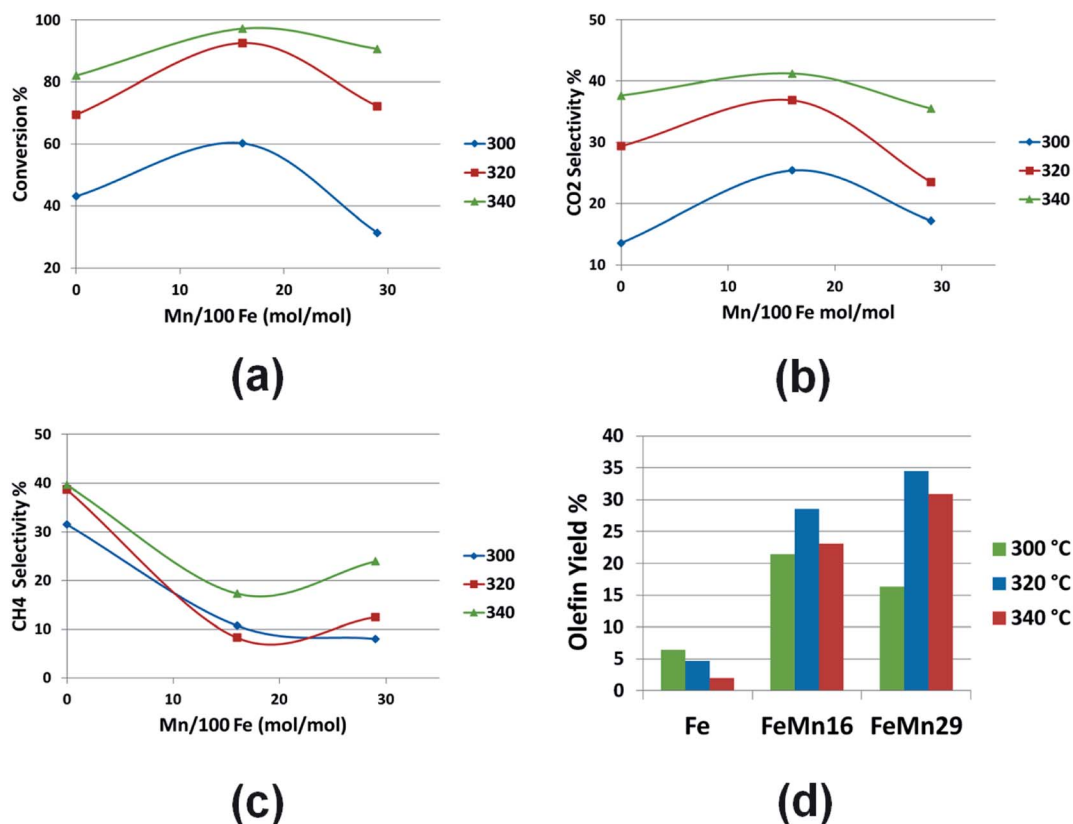 100
80
60
40
20
Conversion %
0
10
20
30
Mn/100 Fe (mol/mol)
300
320
340
(a)
50
40
30
20
10
CO2 Selectivity %
0
10
20
30
Mn/100 Fe mol/mol
300
320
340
(b)
50
40
30
20
10
0
CH4 Selectivity %
0
10
20
30
Mn/100 Fe (mol/mol)
300
320
340
(c)
40
35
30
25
20
15
10
5
0
Olefin Yield %
Fe
FeMn16
FeMn29
300 °C
320 °C
340 °C
(d)